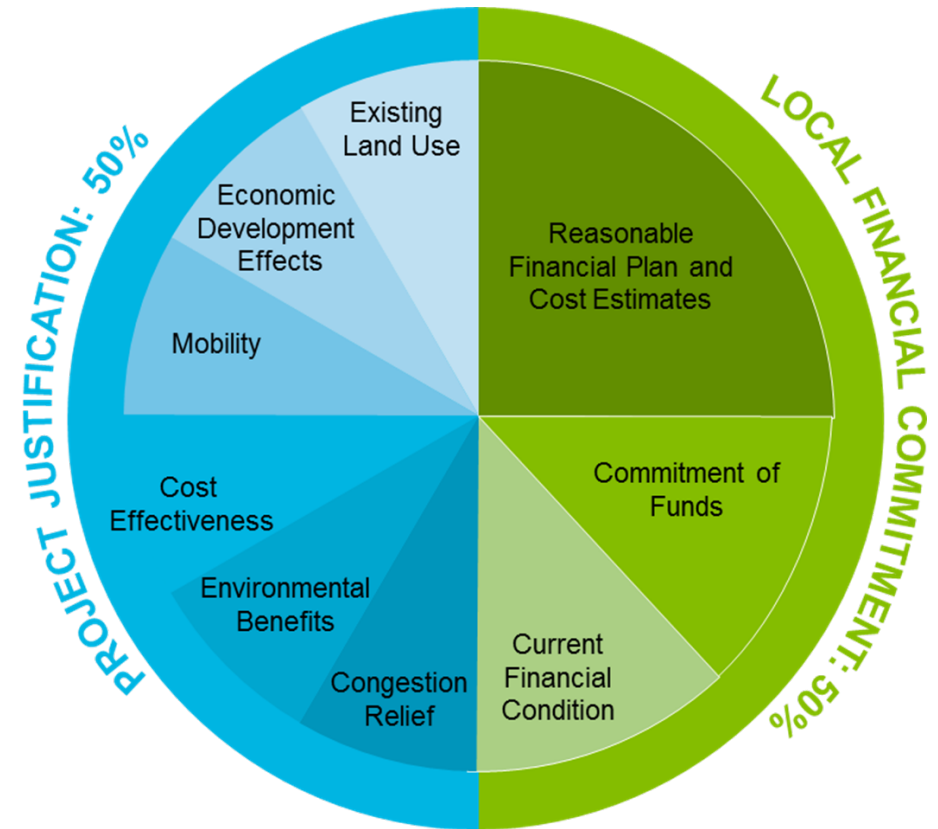 PROJECT JUSTIFICATION: 50%
LOCAL FINANCIAL COMMITMENT: 50%
Existing
Land Use
Economic
Development
Effects
Mobility
Cost
Effectiveness
Environmental
Benefits
Congestion
Relief
Reasonable
Financial Plan and
Cost Estimates
Commitment of
Funds
Current
Financial
Condition